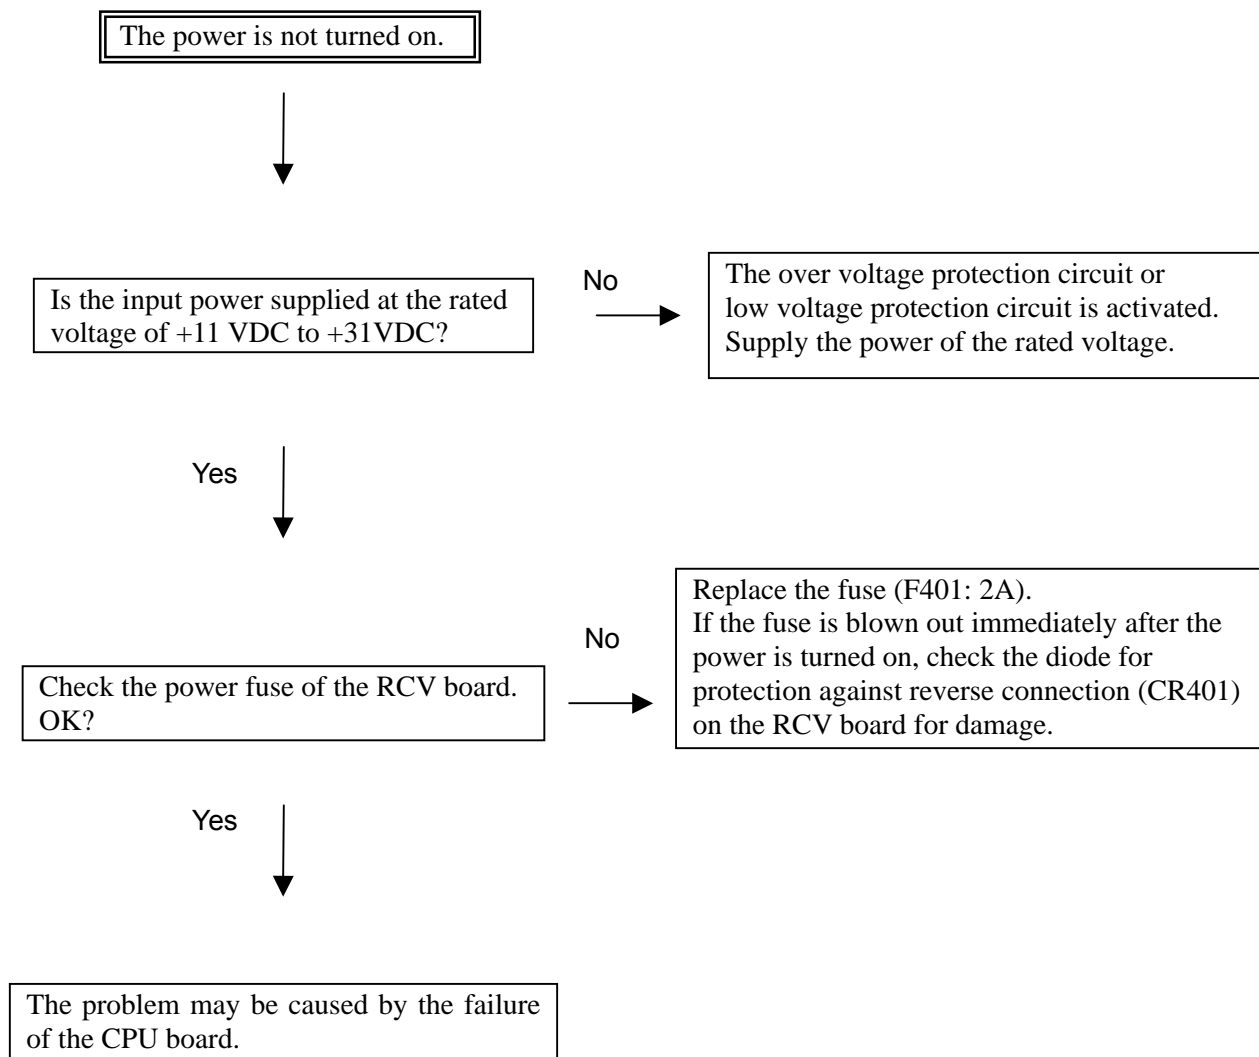 The power is not turned on.
Is the input power supplied at the rated
voltage of +11 VDC to +31VDC?
No
The over voltage protection circuit or
low voltage protection circuit is activated.
Supply the power of the rated voltage.
Yes
Check the power fuse of the RCV board.
OK?
No
Replace the fuse (F401: 2A).
If the fuse is blown out immediately after the
power is turned on, check the diode for
protection against reverse connection (CR401)
on the RCV board for damage.
Yes
The problem may be caused by the failure
of the CPU board.